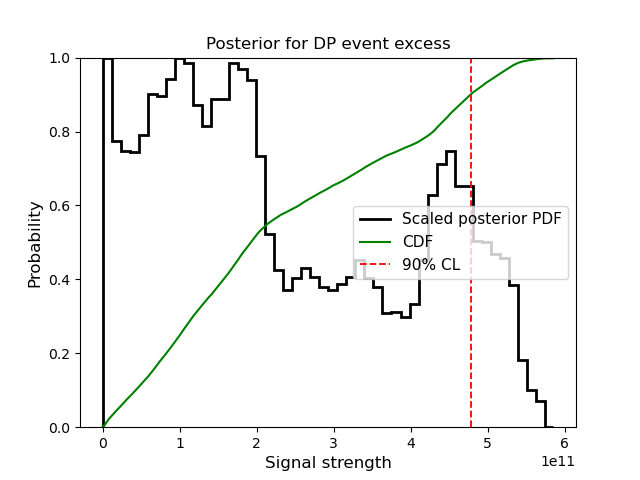 Posterior for DP event excess
Probability
1.0
0.8
0.6
0.4
0.2
0.0
Scaled posterior PDF
CDF
90% CL
0 1 2 3 4 5 6
1e11
Signal strength